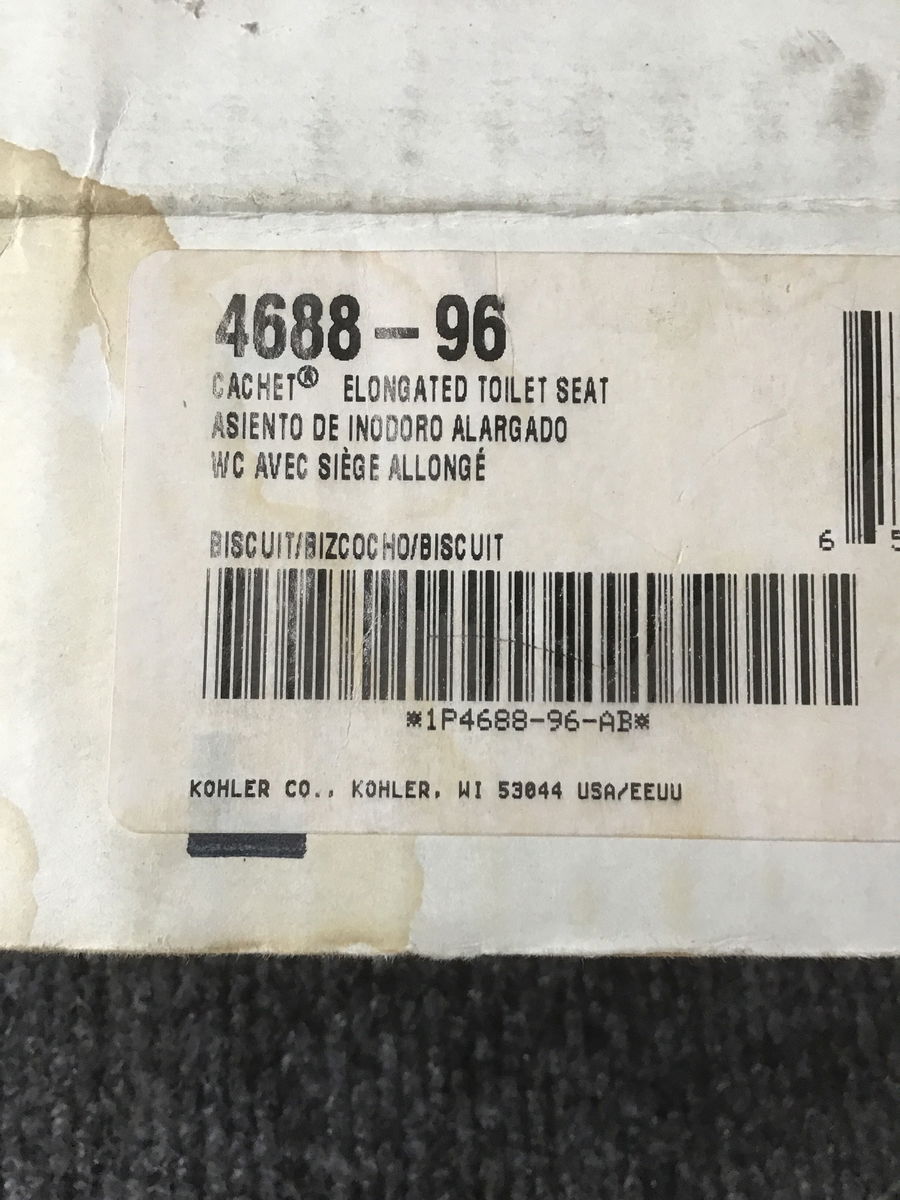 4688-96
CACHET® ELONGATED TOILET SEAT
ASIENTO DE INODORO ALARGADO
WC AVEC SIÈGE ALLONGÉ
BISCUIT/BIZCOCHO/BISCUIT
6 5
*1P4688-96-AB*
KOHLER CO., KOHLER, WI 53044 USA/EEUU